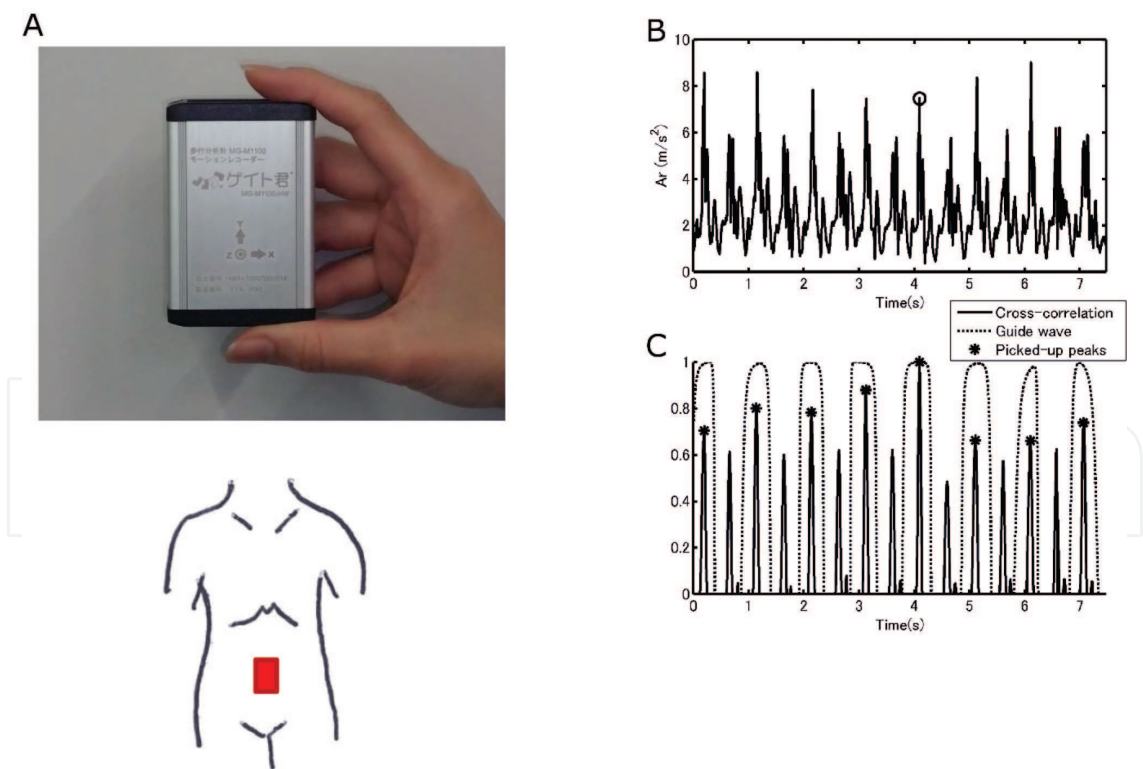 A
歩行分析計 MG-M1100
モーションレコーダー
ゲイト君
MG-M1100-HW
Y
Z X
B
10
8
6
4
2
0
Ar (m/s²)
0 1 2 3 4 5 6 7
Time(s)
Cross-correlation
Guide wave
Picked-up peaks
C
1
0.8
0.6
0.4
0.2
0
0 1 2 3 4 5 6 7
Time(s)